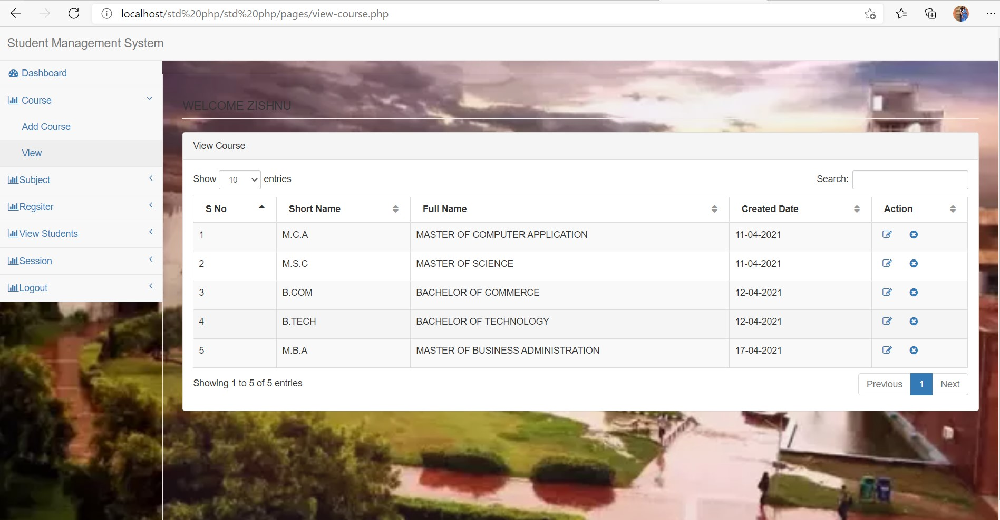 localhost/std%20php/std%20php/pages/view-course.php
Student Management System
Dashboard
Course
Add Course
View
Subject
Regsiter
View Students
Session
Logout
WELCOME ZISHNU
View Course
Show 10 entries
Search:
S No Short Name Full Name Created Date Action
1 M.C.A MASTER OF COMPUTER APPLICATION 11-04-2021
2 M.S.C MASTER OF SCIENCE 11-04-2021
3 B.COM BACHELOR OF COMMERCE 12-04-2021
4 B.TECH BACHELOR OF TECHNOLOGY 12-04-2021
5 M.B.A MASTER OF BUSINESS ADMINISTRATION 17-04-2021
Showing 1 to 5 of 5 entries
Previous 1 Next